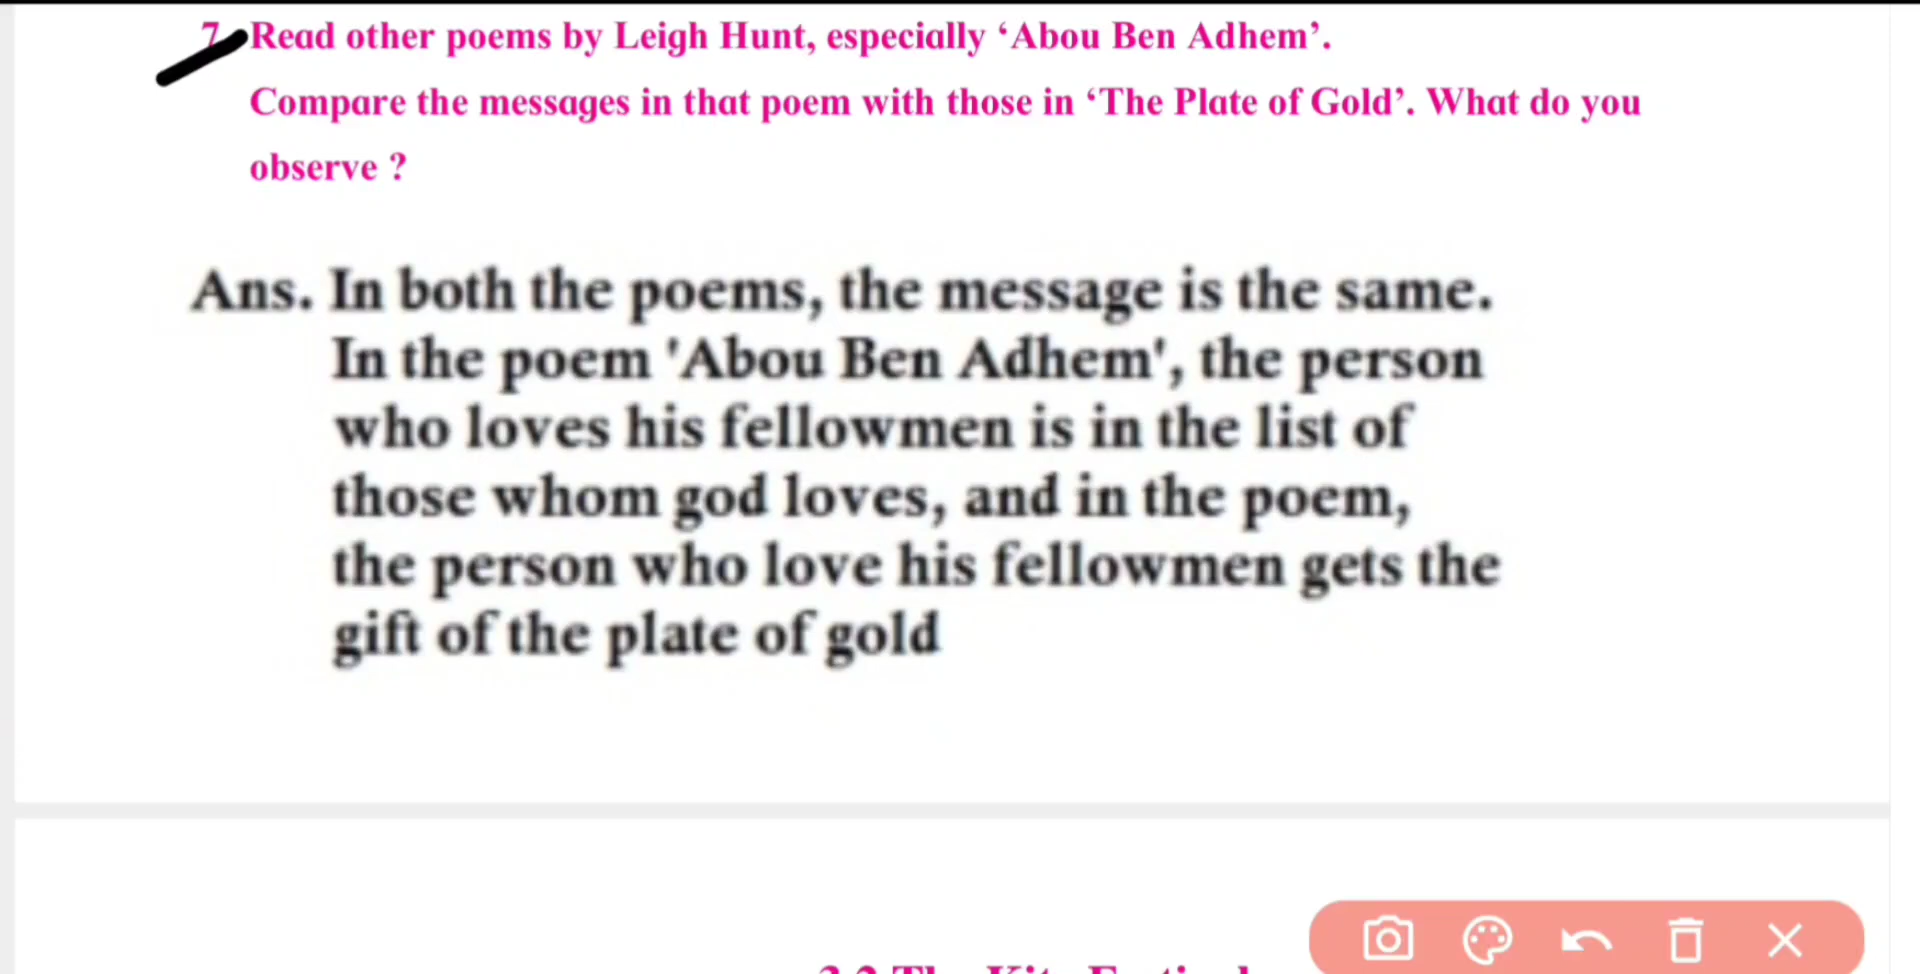 7. Read other poems by Leigh Hunt, especially ‘Abou Ben Adhem’.
Compare the messages in that poem with those in ‘The Plate of Gold’. What do you
observe ?
Ans. In both the poems, the message is the same.
In the poem 'Abou Ben Adhem', the person
who loves his fellowmen is in the list of
those whom god loves, and in the poem,
the person who love his fellowmen gets the
gift of the plate of gold